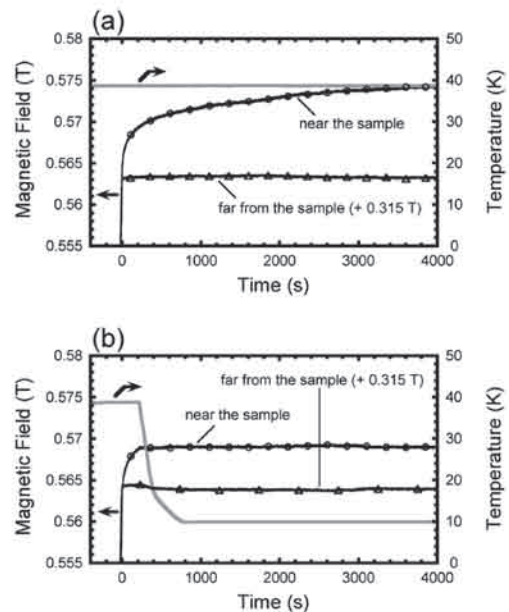 (a)
0.58
0.575
0.57
0.565
0.56
0.555
Magnetic Field (T)
50
40
30
20
10
0
Temperature (K)
near the sample
far from the sample (+ 0.315 T)
0 1000 2000 3000 4000
Time (s)
(b)
0.58
0.575
0.57
0.565
0.56
0.555
Magnetic Field (T)
50
40
30
20
10
0
Temperature (K)
far from the sample (+ 0.315 T)
near the sample
0 1000 2000 3000 4000
Time (s)